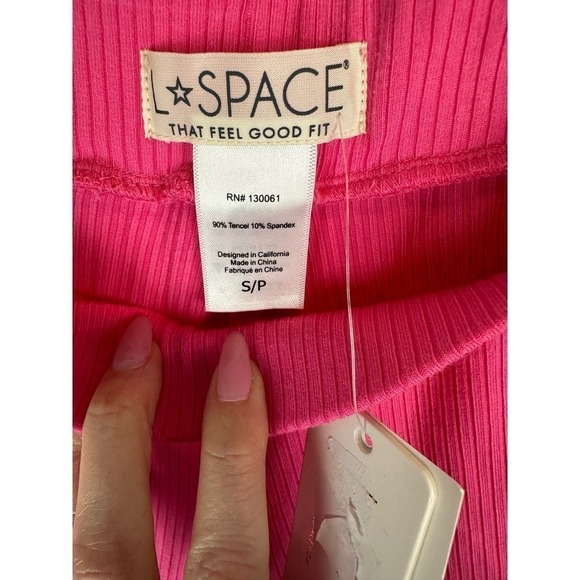 L☆SPACE®
THAT FEEL GOOD FIT
RN# 130061
90% Tencel 10% Spandex
Designed in California
Made in China
Fabriqué en Chine
S/P